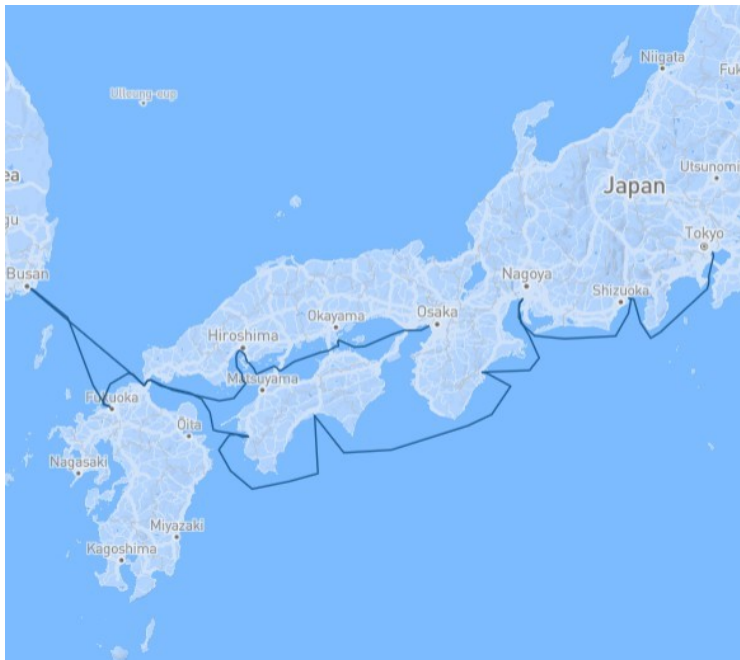 Niigata
Fuk
Ulleung-eup
Utsunomi
ea
Japan
gu
Tokyo
Busan
Nagoya
Shizuoka
Okayama
Osaka
Hiroshima
Matsuyama
Fukuoka
Ōita
Nagasaki
Miyazaki
Kagoshima